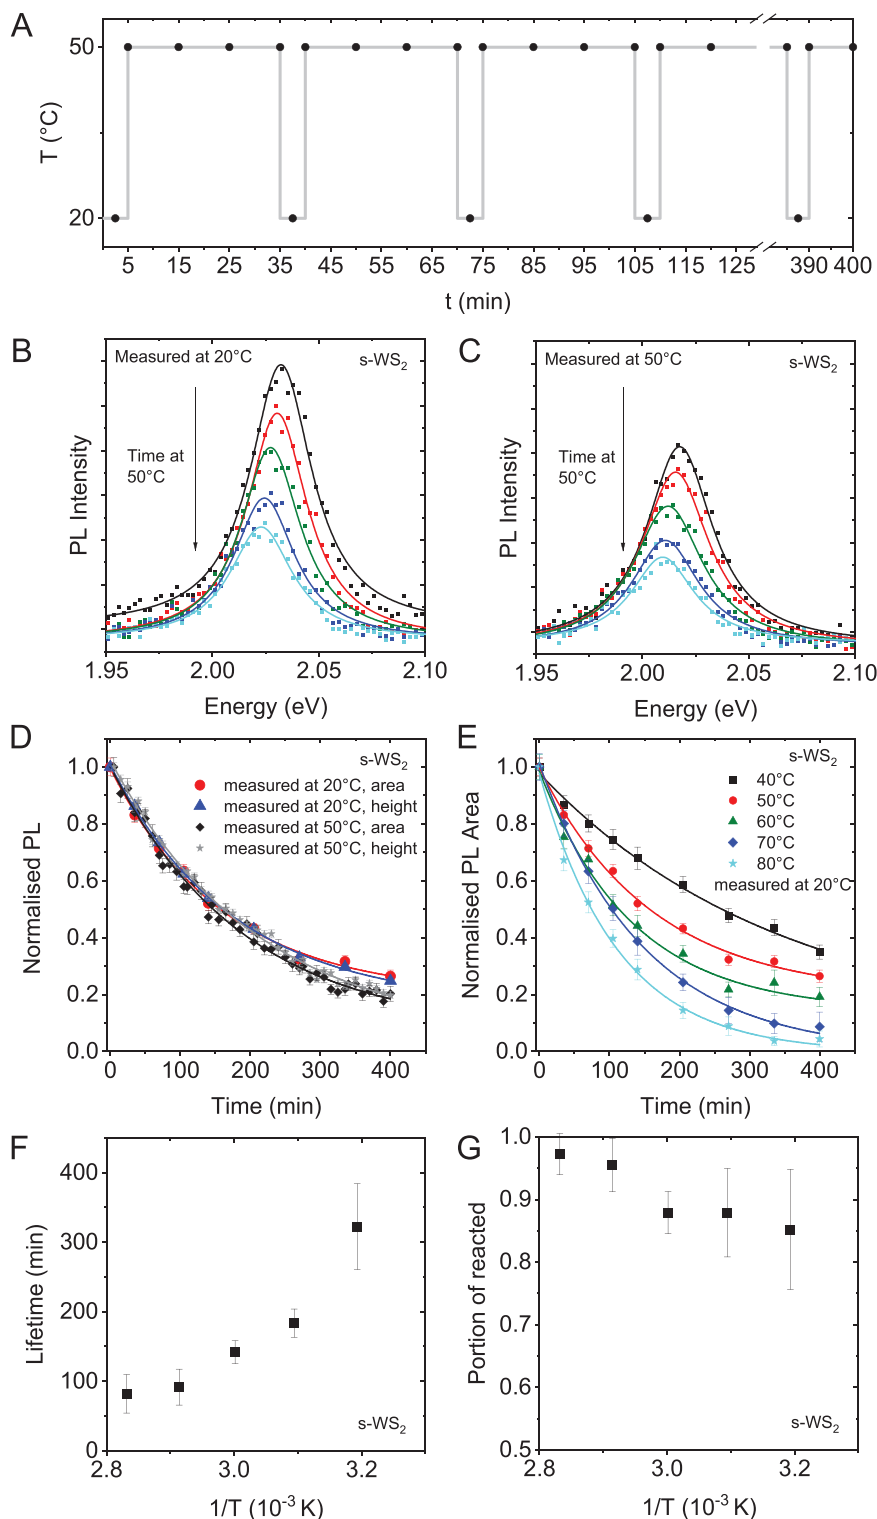 A
50
20
T (°C)
5 15 25 35 45 55 65 75 85 95 105 115 125 390 400
t (min)
B
Measured at 20°C
s-WS2
Time at
50°C
PL Intensity
1.95 2.00 2.05 2.10
Energy (eV)
C
Measured at 50°C
s-WS2
Time at
50°C
PL Intensity
1.95 2.00 2.05 2.10
Energy (eV)
D
s-WS2
measured at 20°C, area
measured at 20°C, height
measured at 50°C, area
measured at 50°C, height
1.0
0.8
0.6
0.4
0.2
0.0
Normalised PL
0 100 200 300 400
Time (min)
E
s-WS2
40°C
50°C
60°C
70°C
80°C
measured at 20°C
1.0
0.8
0.6
0.4
0.2
0.0
Normalised PL Area
0 100 200 300 400
Time (min)
F
400
300
200
100
0
Lifetime (min)
s-WS2
2.8 3.0 3.2
1/T (10-3 K)
G
1.0
0.9
0.8
0.7
0.6
0.5
Portion of reacted
s-WS2
2.8 3.0 3.2
1/T (10-3 K)